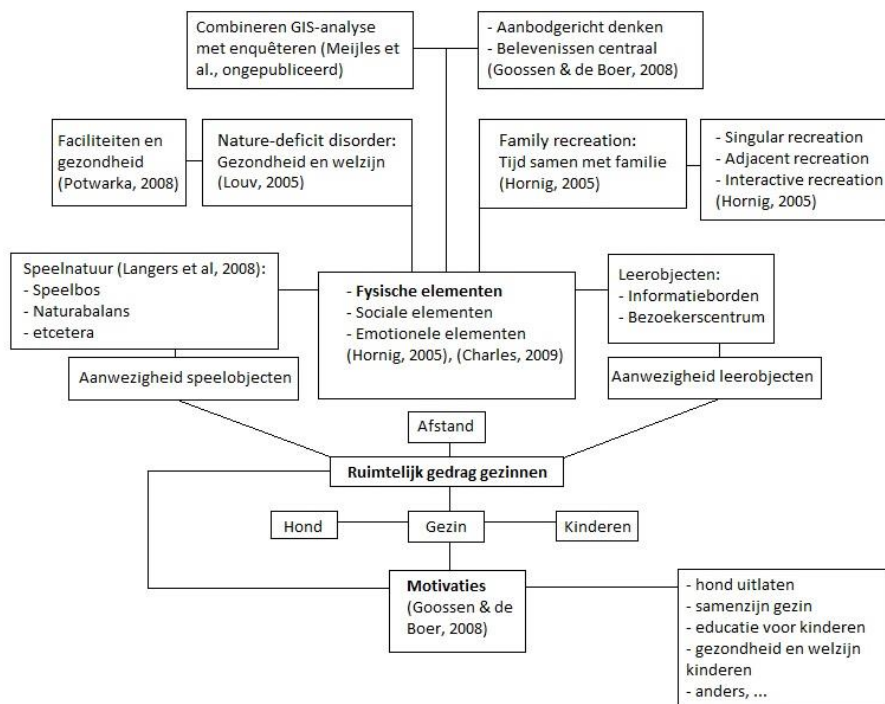 Combineren GIS-analyse
met enquêteren (Meijles et
al., ongepubliceerd)
- Aanbodgericht denken
- Belevenissen centraal
(Goossen & de Boer, 2008)
Faciliteiten en
gezondheid
(Potwarka, 2008)
Nature-deficit disorder:
Gezondheid en welzijn
(Louv, 2005)
Family recreation:
Tijd samen met familie
(Hornig, 2005)
- Singular recreation
- Adjacent recreation
- Interactive recreation
(Hornig, 2005)
Speelnatuur (Langers et al, 2008):
- Speelbos
- Naturabalans
- etcetera
- Fysische elementen
- Sociale elementen
- Emotionele elementen
(Hornig, 2005), (Charles, 2009)
Leerobjecten:
- Informatieborden
- Bezoekerscentrum
Aanwezigheid speelobjecten
Aanwezigheid leerobjecten
Afstand
Ruimtelijk gedrag gezinnen
Hond
Gezin
Kinderen
Motivaties
(Goossen & de
Boer, 2008)
- hond uitlaten
- samenzijn gezin
- educatie voor kinderen
- gezondheid en welzijn
kinderen
- anders, ...